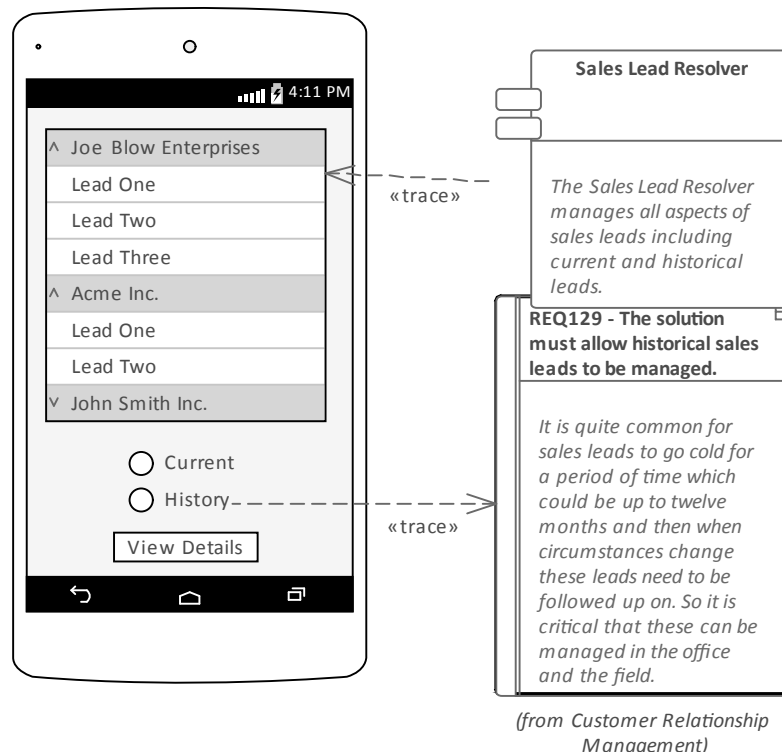 4:11 PM
^ Joe Blow Enterprises
Lead One
Lead Two
Lead Three
^ Acme Inc.
Lead One
Lead Two
v John Smith Inc.
Current
History
View Details
«trace»
«trace»
Sales Lead Resolver
The Sales Lead Resolver
manages all aspects of
sales leads including
current and historical
leads.
REQ129 - The solution
must allow historical sales
leads to be managed.
It is quite common for
sales leads to go cold for
a period of time which
could be up to twelve
months and then when
circumstances change
these leads need to be
followed up on. So it is
critical that these can be
managed in the office
and the field.
(from Customer Relationship
Management)